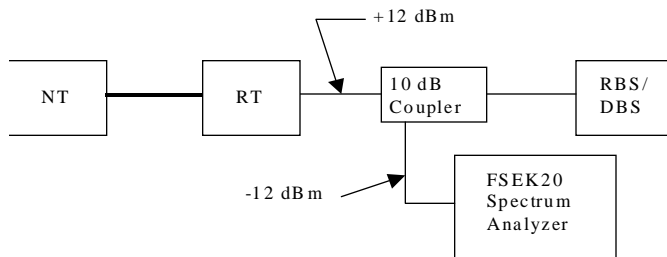 +12 dBm
NT
RT
10 dB
Coupler
RBS/
DBS
-12 dBm
FSEK20
Spectrum
Analyzer